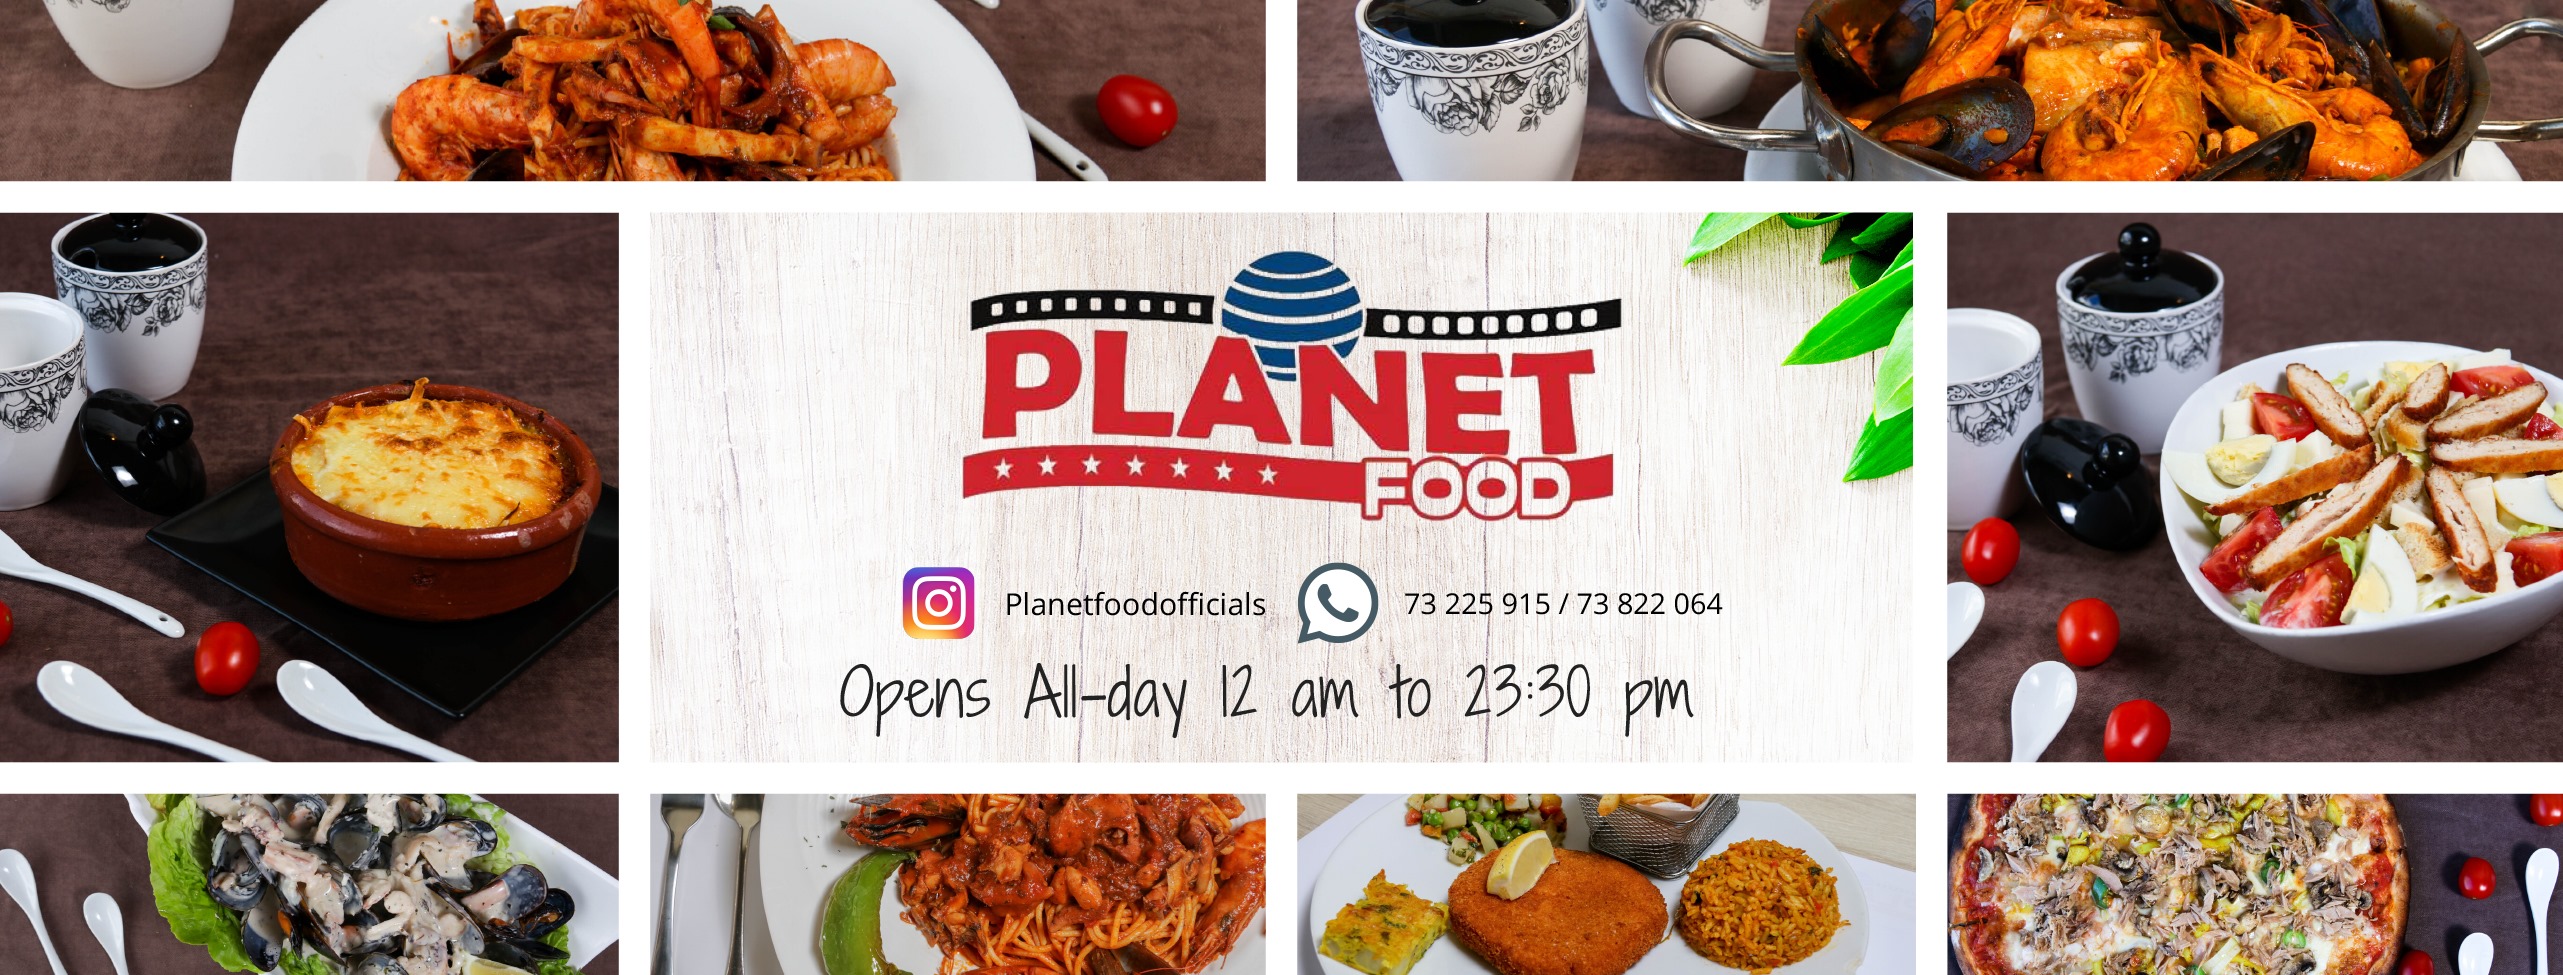 PLANET
FOOD
Planetfoodofficials
73 225 915 / 73 822 064
Opens All-day 12 am to 23:30 pm